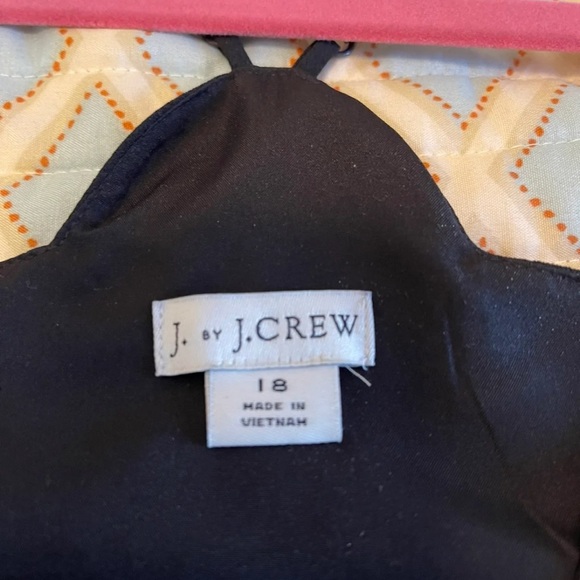 J. BY J.CREW
18
MADE IN
VIETNAM